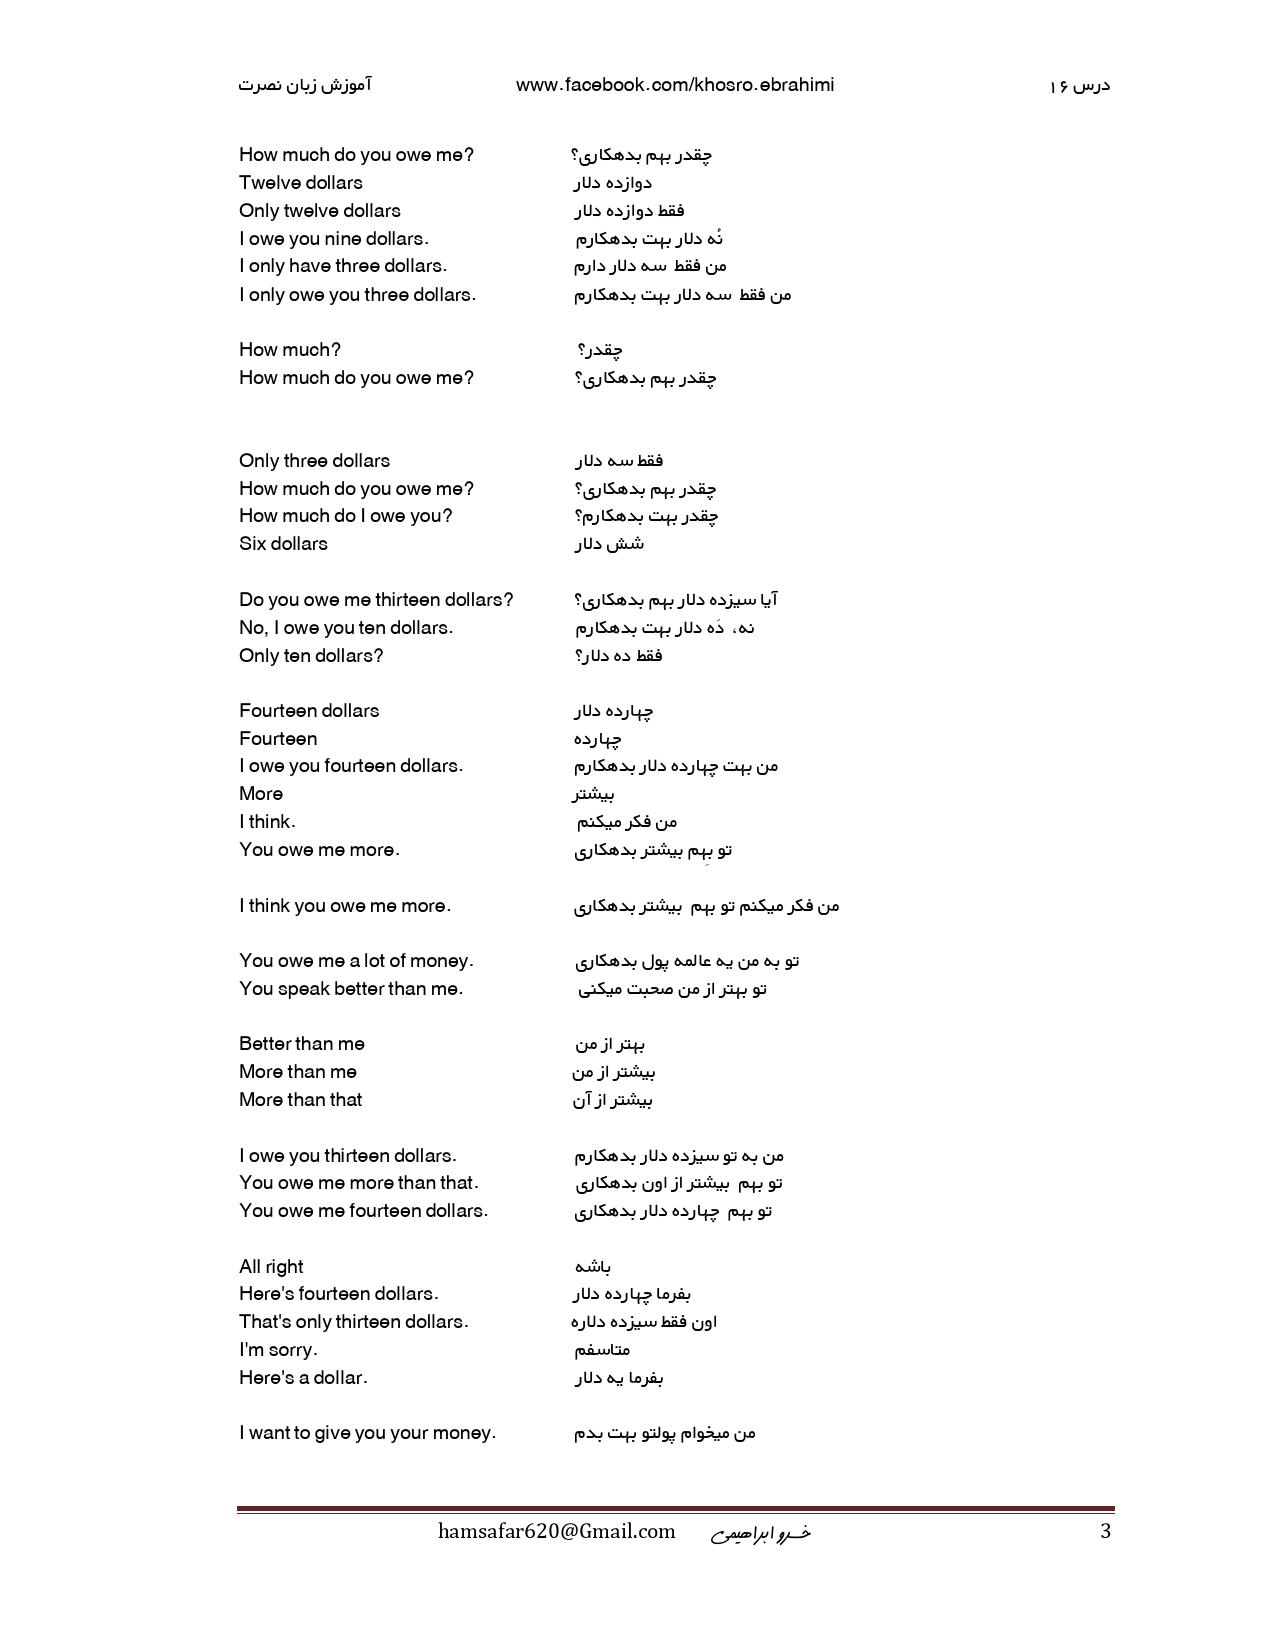 آموزش زبان نصرت www.facebook.com/khosro.ebrahimi درس ۱۶
How much do you owe me? چقدر بهم بدهکاری؟
Twelve dollars دوازده دلار
Only twelve dollars فقط دوازده دلار
I owe you nine dollars. نُه دلار بهت بدهکارم
I only have three dollars. من فقط سه دلار دارم
I only owe you three dollars. من فقط سه دلار بهت بدهکارم
How much? چقدر؟
How much do you owe me? چقدر بهم بدهکاری؟
Only three dollars فقط سه دلار
How much do you owe me? چقدر بهم بدهکاری؟
How much do I owe you? چقدر بهت بدهکارم؟
Six dollars شش دلار
Do you owe me thirteen dollars? آیا سیزده دلار بهم بدهکاری؟
No, I owe you ten dollars. نه، دَه دلار بهت بدهکارم
Only ten dollars? فقط ده دلار؟
Fourteen dollars چهارده دلار
Fourteen چهارده
I owe you fourteen dollars. من بهت چهارده دلار بدهکارم
More بیشتر
I think. من فکر میکنم
You owe me more. تو بِهم بیشتر بدهکاری
I think you owe me more. من فکر میکنم تو بهم بیشتر بدهکاری
You owe me a lot of money. تو به من یه عالمه پول بدهکاری
You speak better than me. تو بهتر از من صحبت میکنی
Better than me بهتر از من
More than me بیشتر از من
More than that بیشتر از آن
I owe you thirteen dollars. من به تو سیزده دلار بدهکارم
You owe me more than that. تو بهم بیشتر از اون بدهکاری
You owe me fourteen dollars. تو بهم چهارده دلار بدهکاری
All right باشه
Here's fourteen dollars. بفرما چهارده دلار
That's only thirteen dollars. اون فقط سیزده دلاره
I'm sorry. متاسفم
Here's a dollar. بفرما یه دلار
I want to give you your money. من میخوام پولتو بهت بدم
hamsafar620@Gmail.com خسرو ابراهیمی 3